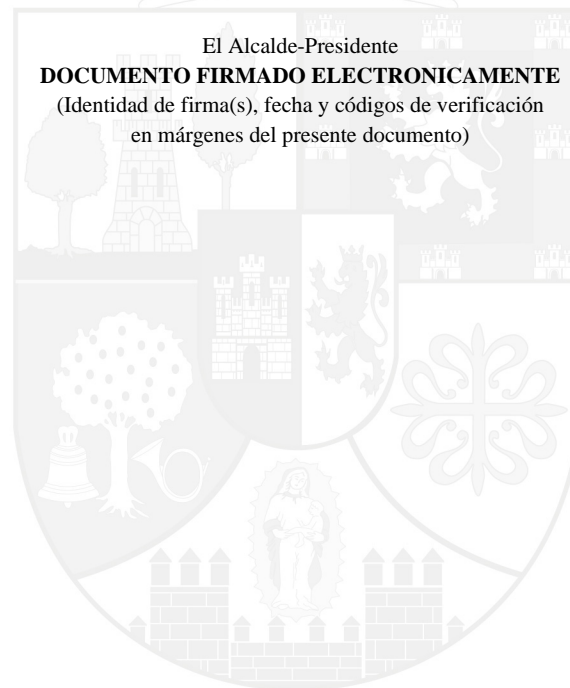 El Alcalde-Presidente
DOCUMENTO FIRMADO ELECTRONICAMENTE
(Identidad de firma(s), fecha y códigos de verificación
en márgenes del presente documento)